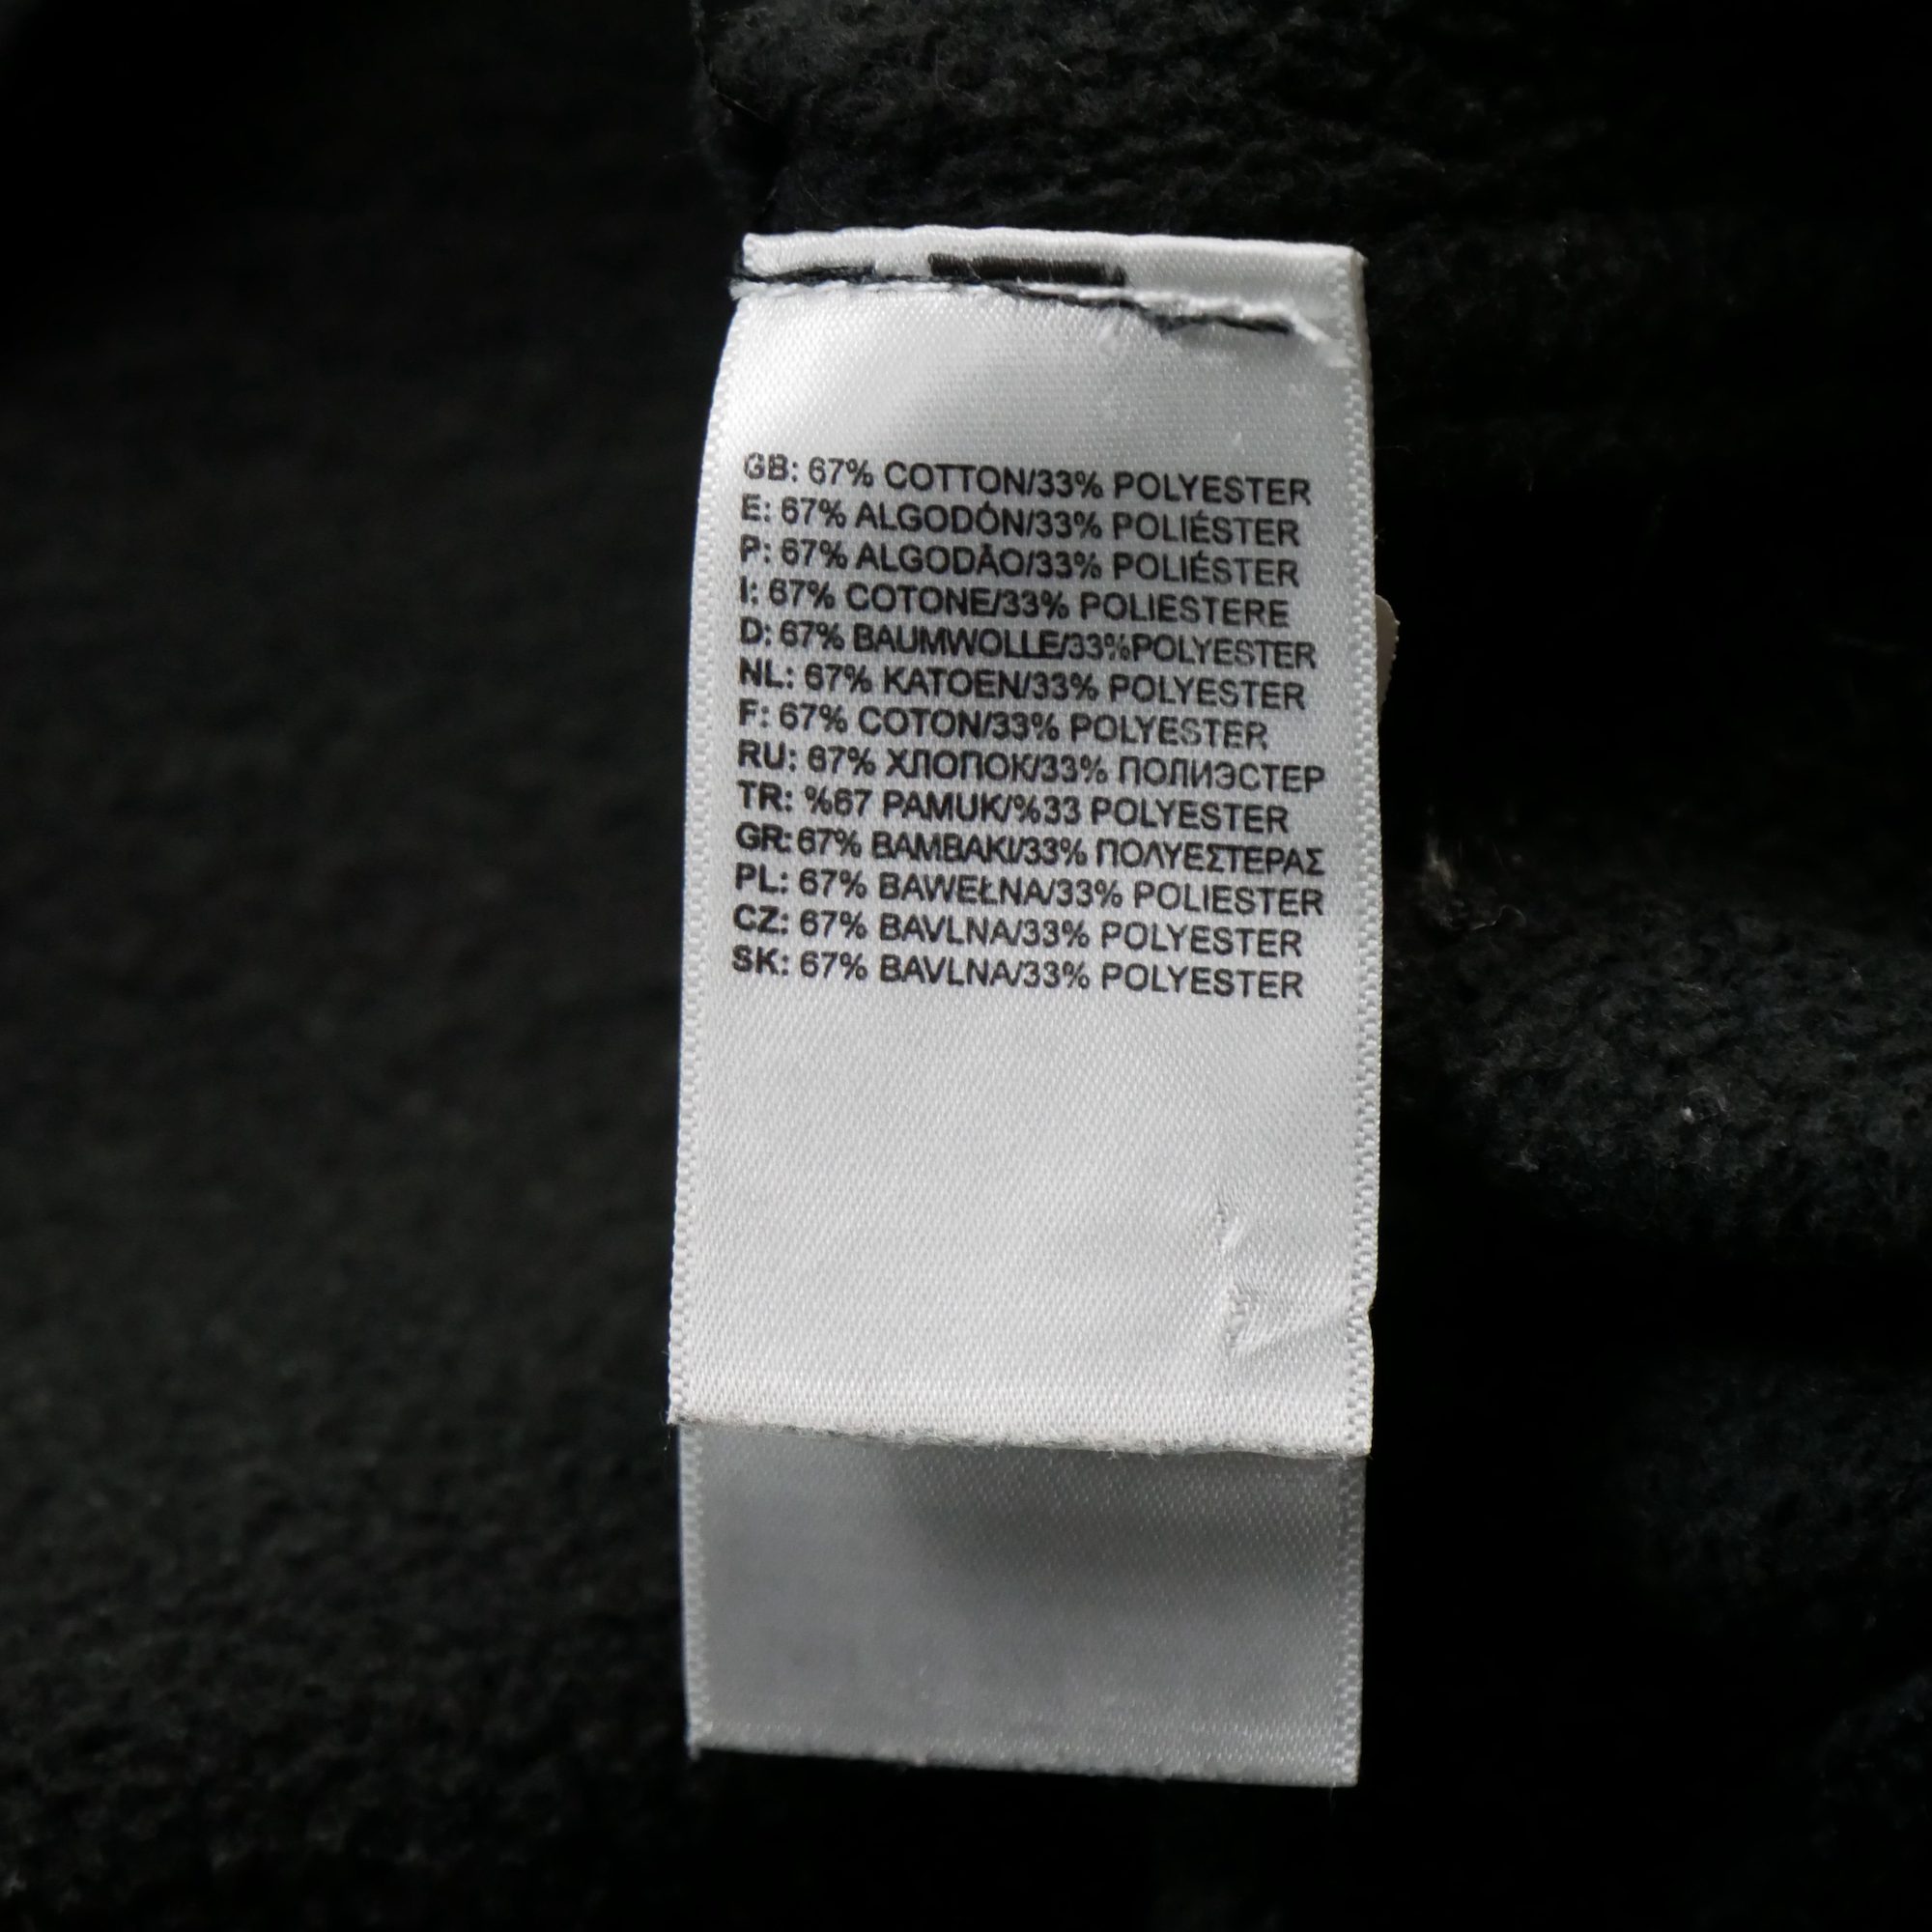 GB: 67% COTTON/33% POLYESTER
E: 67% ALGODÓN/33% POLIÉSTER
P: 67% ALGODÃO/33% POLIÉSTER
I: 67% COTONE/33% POLIESTERE
D: 67% BAUMWOLLE/33%POLYESTER
NL: 67% KATOEN/33% POLYESTER
F: 67% COTON/33% POLYESTER
RU: 67% ХЛОПОК/33% ПОЛИЭСТЕР
TR: %67 PAMUK/%33 POLYESTER
GR: 67% ΒΑΜΒΑΚΙ/33% ΠΟΛΥΕΣΤΕΡΑΣ
PL: 67% BAWEŁNA/33% POLIESTER
CZ: 67% BAVLNA/33% POLYESTER
SK: 67% BAVLNA/33% POLYESTER